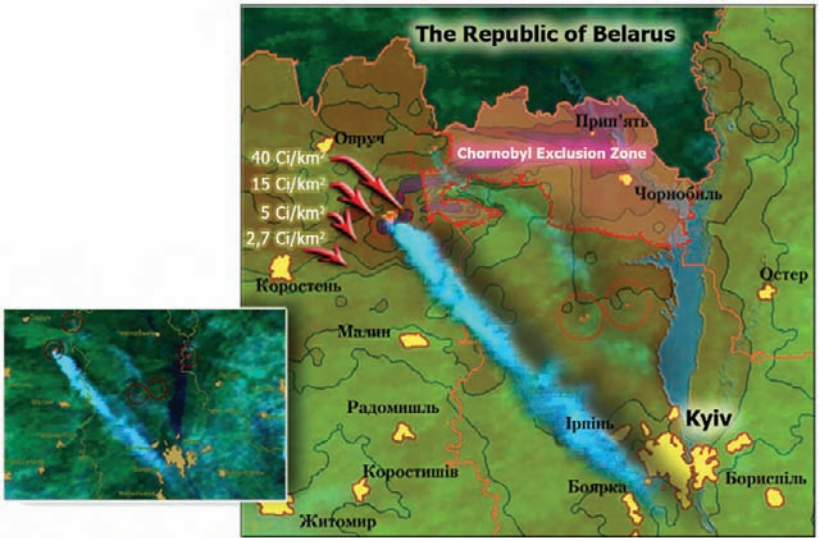 The Republic of Belarus
Прип'ять
Овруч
Chornobyl Exclusion Zone
40 Ci/km²
15 Ci/km²
5 Ci/km²
2,7 Ci/km²
Чорнобиль
Коростень
Остер
Малин
Радомишль
Ірпінь
Kyiv
Коростишів
Боярка
Бориспіль
Житомир